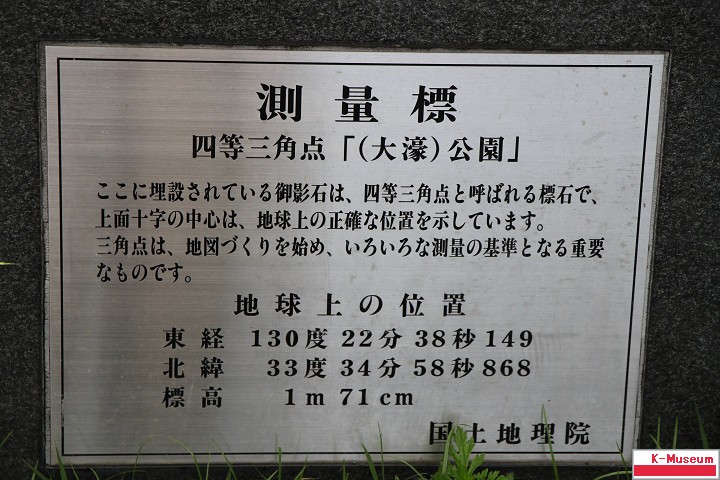 測量標
四等三角点「(大濠)公園」
ここに埋設されている御影石は、四等三角点と呼ばれる標石で、
上面十字の中心は、地球上の正確な位置を示しています。
三角点は、地図づくりを始め、いろいろな測量の基準となる重要
なものです。
地球上の位置
東経 130度 22分 38秒 149
北緯 33度 34分 58秒 868
標高 1m 71cm
国土地理院
K-Museum